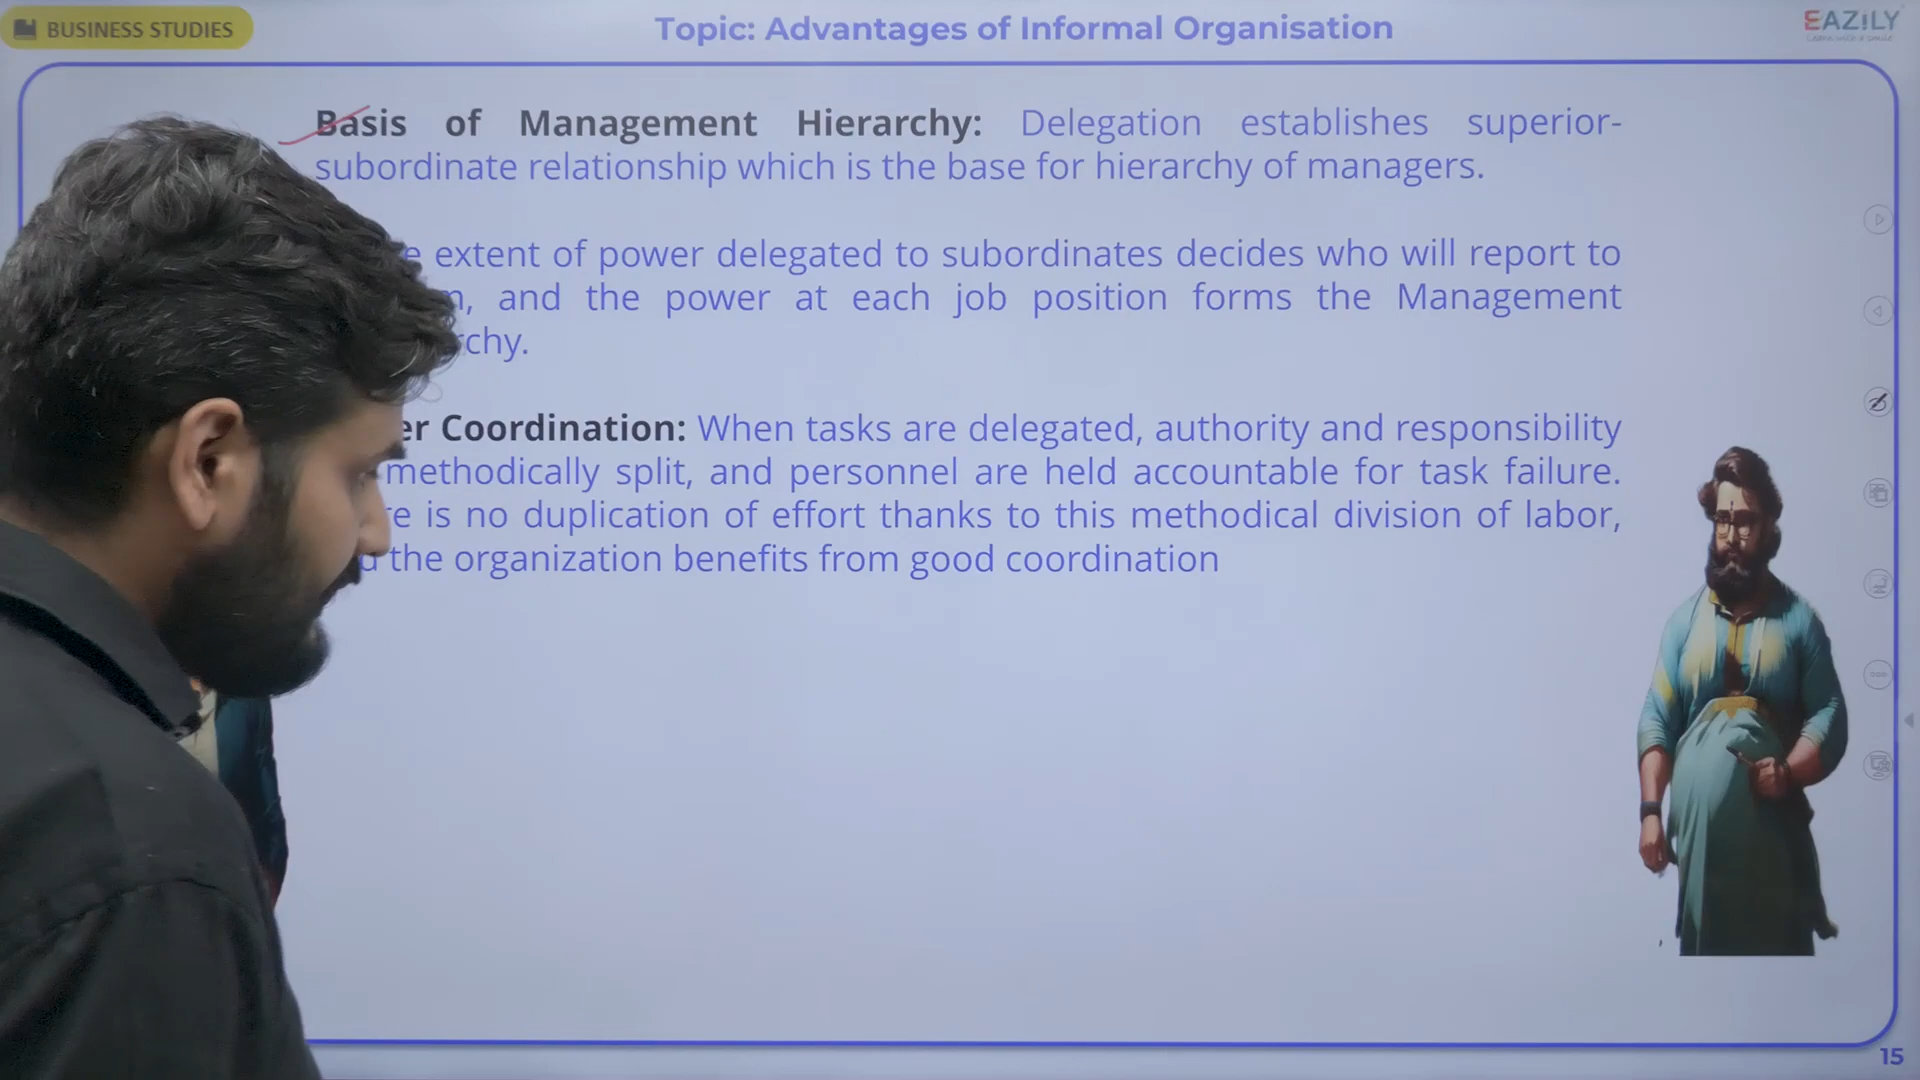 BUSINESS STUDIES
Topic: Advantages of Informal Organisation
EAZILY
Learn with a smile
Basis of Management Hierarchy: Delegation establishes superior-
subordinate relationship which is the base for hierarchy of managers.
extent of power delegated to subordinates decides who will report to
and the power at each job position forms the Management
Coordination: When tasks are delegated, authority and responsibility
methodically split, and personnel are held accountable for task failure.
is no duplication of effort thanks to this methodical division of labor,
the organization benefits from good coordination
15